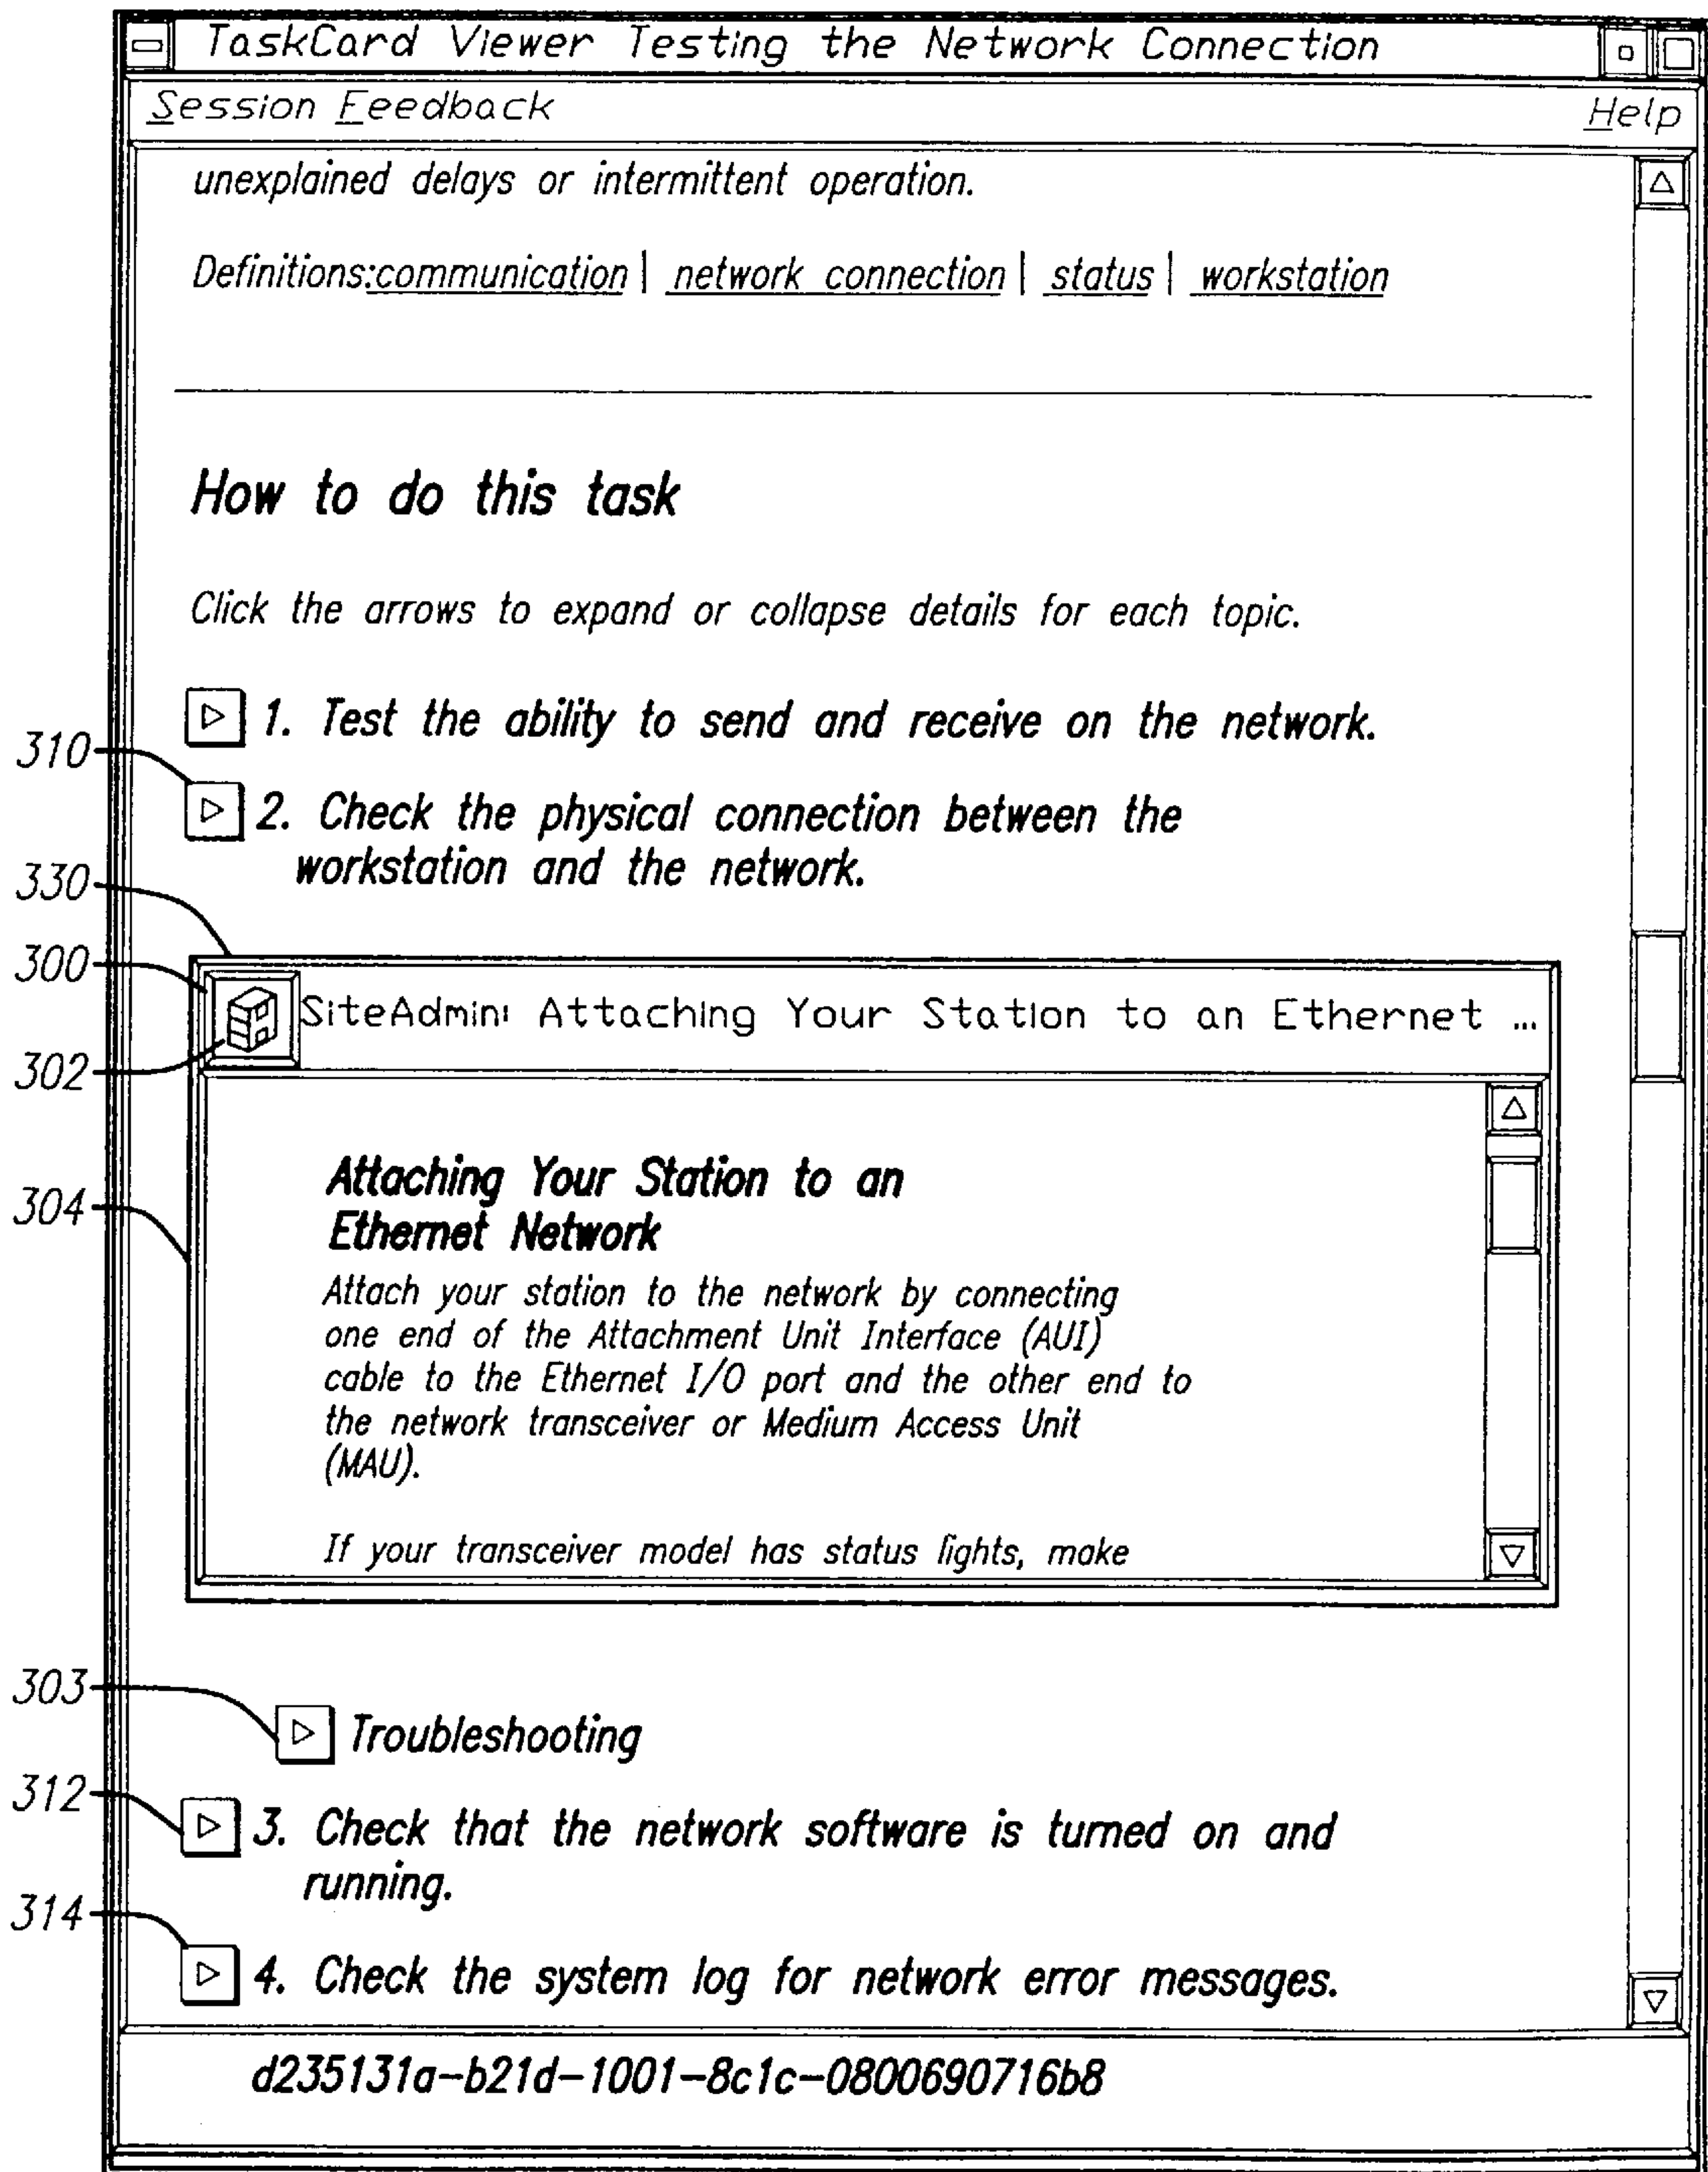 TaskCard Viewer Testing the Network Connection
Session Feedback Help
unexplained delays or intermittent operation.
Definitions:communication | network connection | status | workstation
How to do this task
Click the arrows to expand or collapse details for each topic.
1. Test the ability to send and receive on the network.
310
2. Check the physical connection between the
workstation and the network.
330
300
SiteAdmin: Attaching Your Station to an Ethernet ...
302
Attaching Your Station to an
304
Ethernet Network
Attach your station to the network by connecting
one end of the Attachment Unit Interface (AUI)
cable to the Ethernet I/O port and the other end to
the network transceiver or Medium Access Unit
(MAU).
If your transceiver model has status lights, make
303
Troubleshooting
312
3. Check that the network software is turned on and
running.
314
4. Check the system log for network error messages.
d235131a-b21d-1001-8c1c-0800690716b8